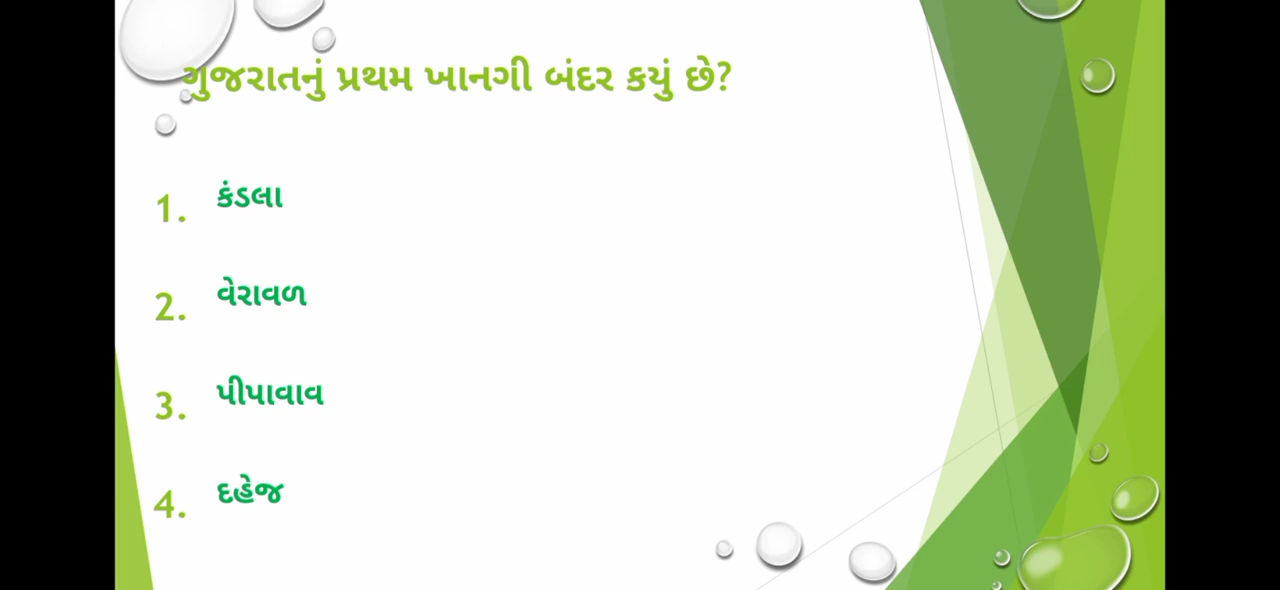 ગુજરાતનું પ્રથમ ખાનગી બંદર કયું છે?
1. કંડલા
2. વેરાવળ
3. પીપાવાવ
4. દહેજ